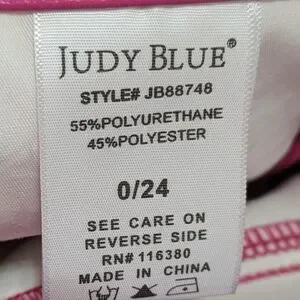 JUDY BLUE®
STYLE# JB88748
55%POLYURETHANE
45%POLYESTER
0/24
SEE CARE ON
REVERSE SIDE
RN# 116380
MADE IN CHINA